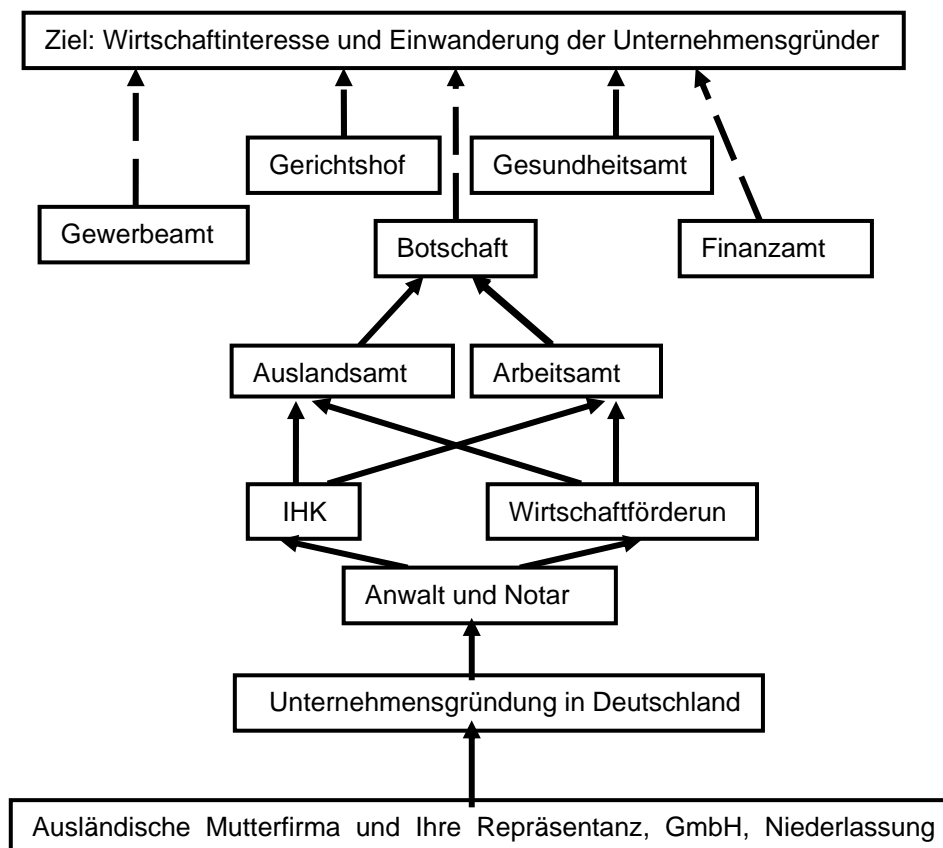 Ziel: Wirtschaftinteresse und Einwanderung der Unternehmensgründer
Gerichtshof
Gesundheitsamt
Gewerbeamt
Botschaft
Finanzamt
Auslandsamt
Arbeitsamt
IHK
Wirtschaftförderun
Anwalt und Notar
Unternehmensgründung in Deutschland
Ausländische Mutterfirma und Ihre Repräsentanz, GmbH, Niederlassung